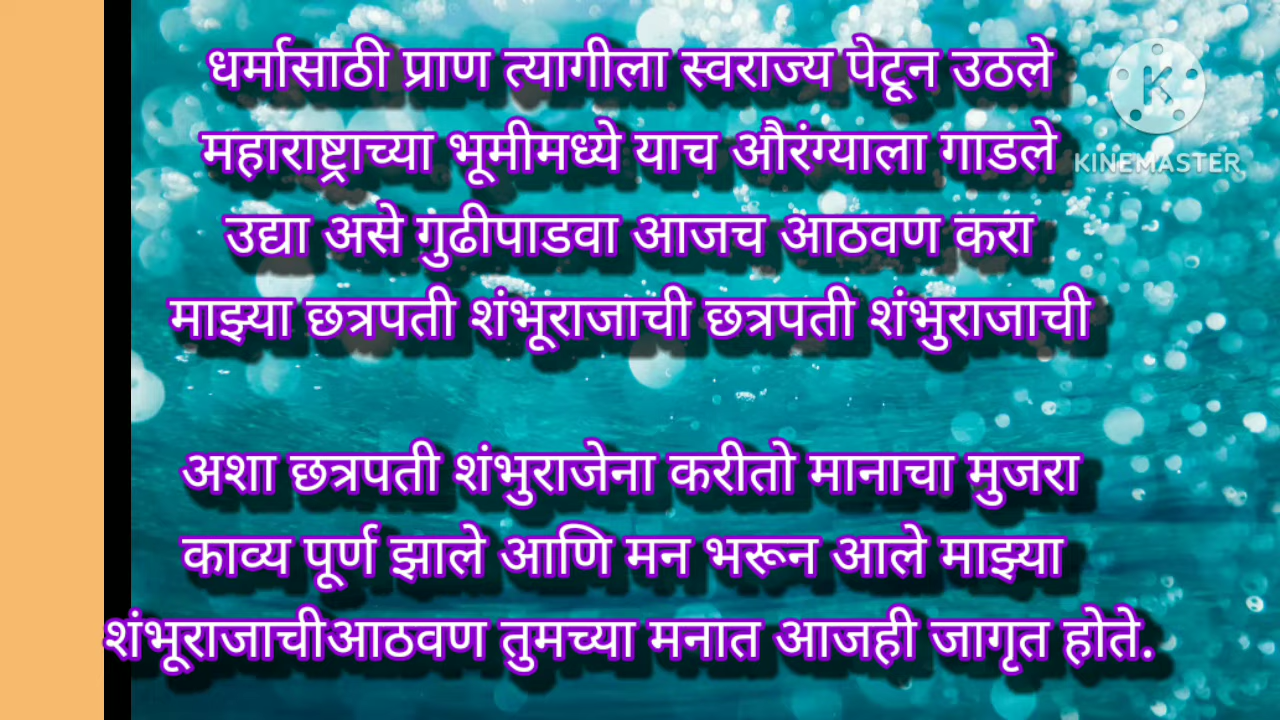 धर्मासाठी प्राण त्यागीला स्वराज्य पेटून उठले
महाराष्ट्राच्या भूमीमध्ये याच औरंग्याला गाडले
उद्या असे गुढीपाडवा आजच आठवण करा
माझ्या छत्रपती शंभूराजाची छत्रपती शंभुराजाची
अशा छत्रपती शंभुराजेना करीतो मानाचा मुजरा
काव्य पूर्ण झाले आणि मन भरून आले माझ्या
शंभूराजाचीआठवण तुमच्या मनात आजही जागृत होते.
K
KINEMASTER